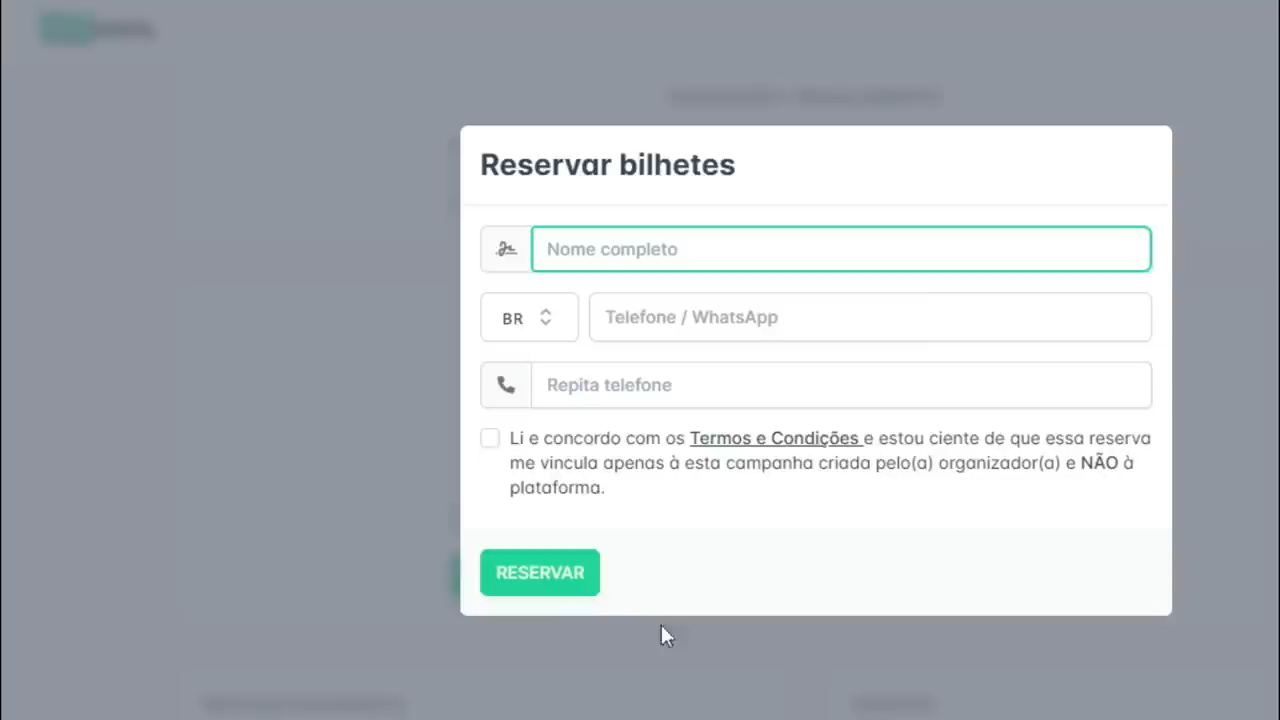 Reservar bilhetes
Nome completo
BR
Telefone / WhatsApp
Repita telefone
Li e concordo com os Termos e Condições e estou ciente de que essa reserva
me vincula apenas à esta campanha criada pelo(a) organizador(a) e NÃO à
plataforma.
RESERVAR